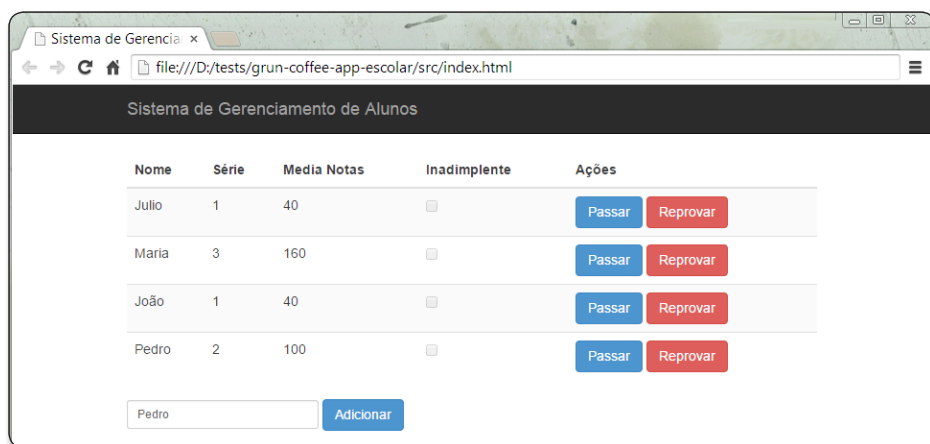 Sistema de Gerencia
file:///D:/tests/grun-coffee-app-escolar/src/index.html
Sistema de Gerenciamento de Alunos
Nome Série Media Notas Inadimplente Ações
Julio 1 40 Passar Reprovar
Maria 3 160 Passar Reprovar
João 1 40 Passar Reprovar
Pedro 2 100 Passar Reprovar
Pedro Adicionar